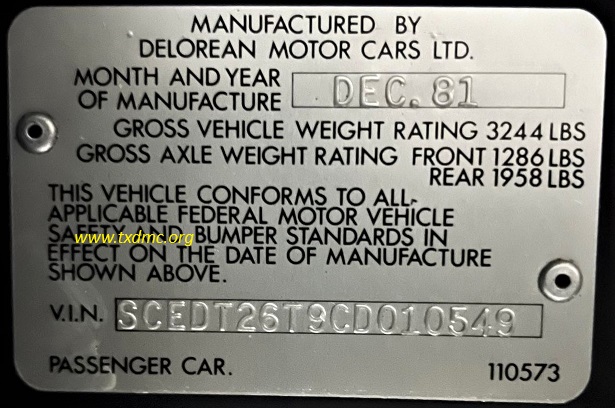 MANUFACTURED BY
DELOREAN MOTOR CARS LTD.
MONTH AND YEAR
OF MANUFACTURE DEC. 81
GROSS VEHICLE WEIGHT RATING 3244 LBS
GROSS AXLE WEIGHT RATING FRONT 1286 LBS
REAR 1958 LBS
THIS VEHICLE CONFORMS TO ALL
APPLICABLE FEDERAL MOTOR VEHICLE
SAFETY AND BUMPER STANDARDS IN
www.txdmc.org
EFFECT ON THE DATE OF MANUFACTURE
SHOWN ABOVE.
V.I.N. SCEDT26T9CD010549
PASSENGER CAR. 110573